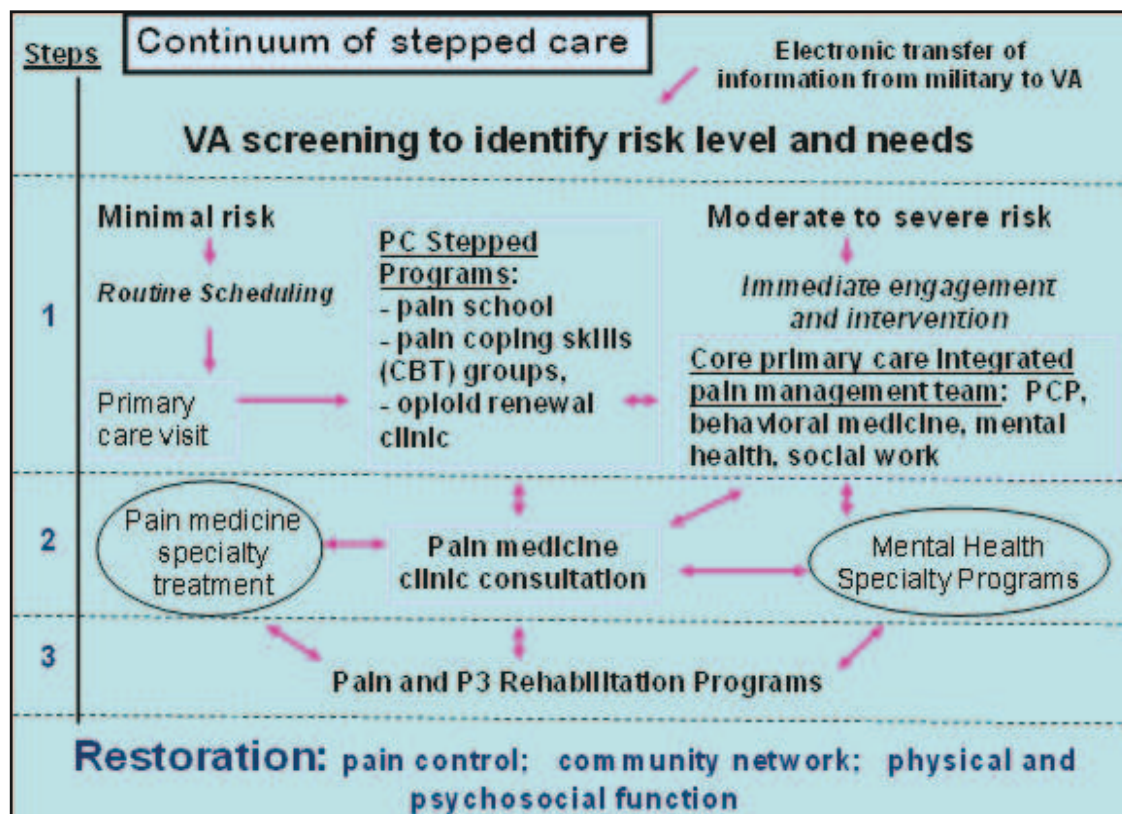 Steps
Continuum of stepped care
Electronic transfer of
information from military to VA
VA screening to identify risk level and needs
1
Minimal risk
Routine Scheduling
Primary
care visit
PC Stepped
Programs:
- pain school
- pain coping skills
(CBT) groups,
- opioid renewal
clinic
Moderate to severe risk
Immediate engagement
and intervention
Core primary care integrated
pain management team: PCP,
behavioral medicine, mental
health, social work
2
Pain medicine
specialty
treatment
Pain medicine
clinic consultation
Mental Health
Specialty Programs
3
Pain and P3 Rehabilitation Programs
Restoration: pain control; community network; physical and
psychosocial function